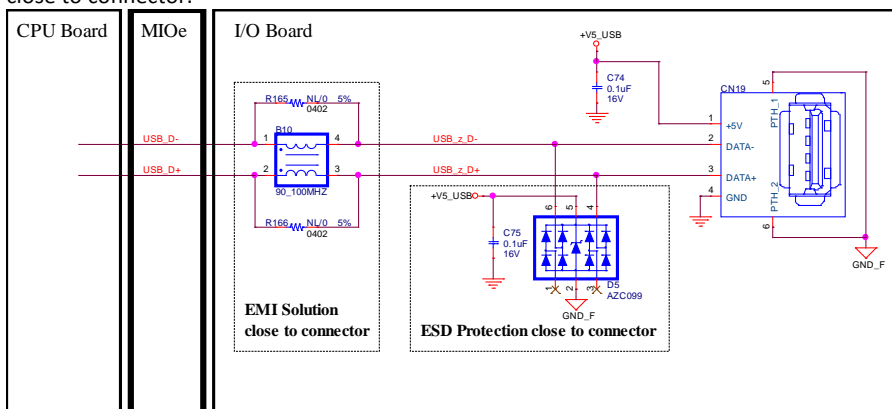 close to connector.
CPU Board
MIOe
I/O Board
+V5_USB
C74
0.1uF
16V
CN19
5
PTH_1
R165 NL/0 5%
0402
B10
USB_D-
1
4
USB_z_D-
1
+5V
2
DATA-
USB_D+
2
3
USB_z_D+
3
DATA+
90_100MHZ
4
GND
PTH_2
6
R166 NL/0 5%
0402
+V5_USB
6
5
4
C75
0.1uF
16V
1
2
3
D5
AZC099
GND_F
GND_F
EMI Solution
close to connector
ESD Protection close to connector